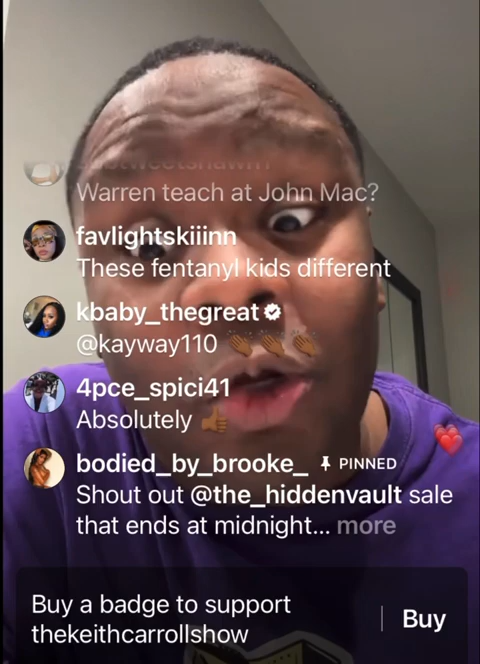 Warren teach at John Mac?
favlightskiiinn
These fentanyl kids different
kbaby_thegreat
@kayway110 👏🏾👏🏾👏🏾
4pce_spici41
Absolutely 👍🏾
bodied_by_brooke_ PINNED
Shout out @the_hiddenvault sale
that ends at midnight... more
Buy a badge to support
thekeithcarrollshow
Buy